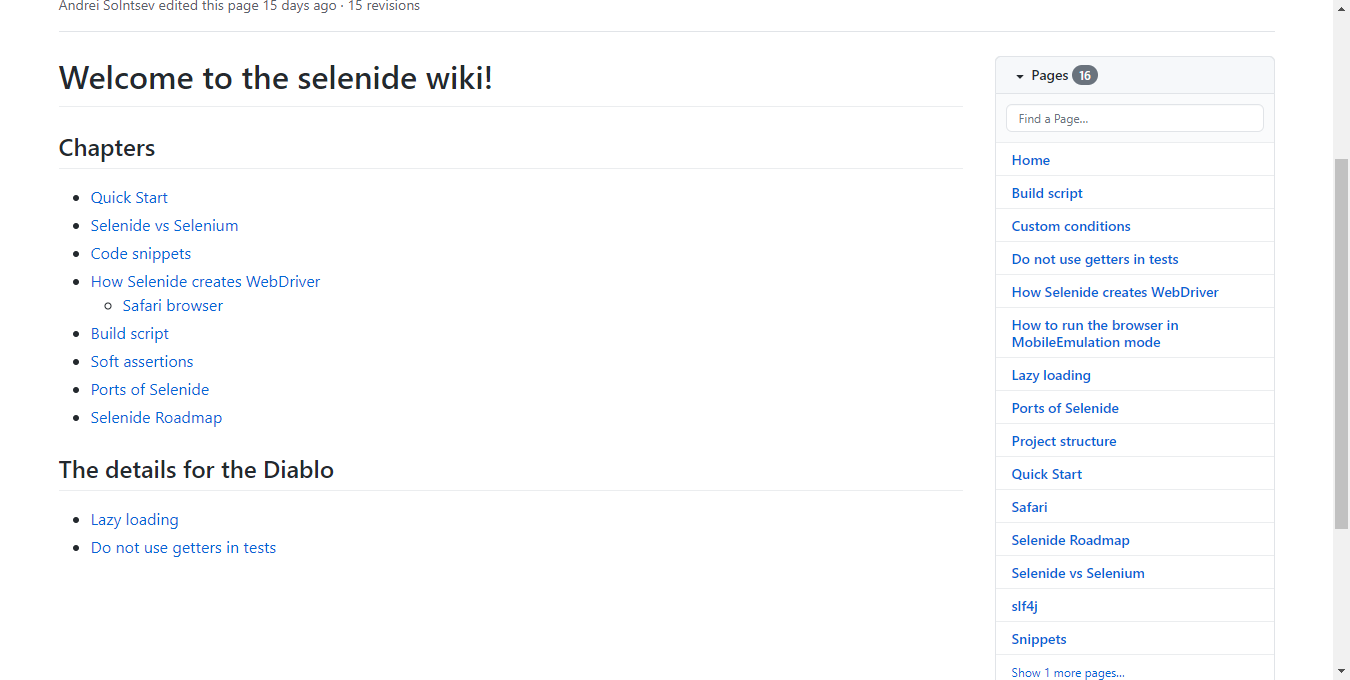 Andrei Solntsev edited this page 15 days ago · 15 revisions
Welcome to the selenide wiki!
Chapters
Quick Start
Selenide vs Selenium
Code snippets
How Selenide creates WebDriver
Safari browser
Build script
Soft assertions
Ports of Selenide
Selenide Roadmap
The details for the Diablo
Lazy loading
Do not use getters in tests
Pages 16
Find a Page...
Home
Build script
Custom conditions
Do not use getters in tests
How Selenide creates WebDriver
How to run the browser in
MobileEmulation mode
Lazy loading
Ports of Selenide
Project structure
Quick Start
Safari
Selenide Roadmap
Selenide vs Selenium
slf4j
Snippets
Show 1 more pages...